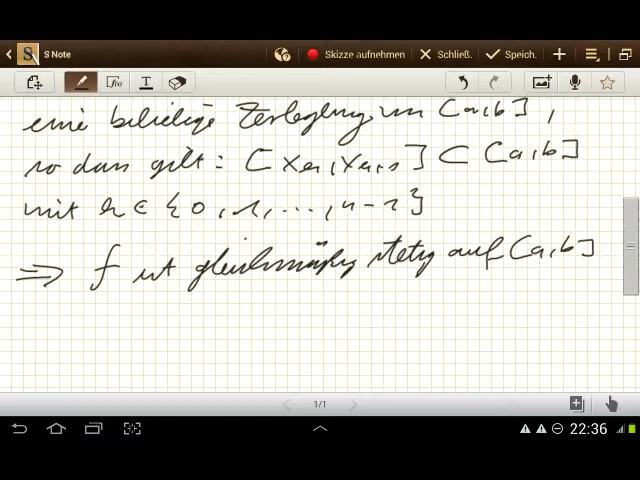 S Note
Skizze aufnehmen
Schließ.
Speich.
eine beliebige Zerlegung von [a,b],
so dass gilt: [xₖ, xₖ₊₁] ⊂ [a,b]
mit k ∈ {0, 1, ..., n-1}
⇒ f ist gleichmäßig stetig auf [a,b]
1/1
22:36